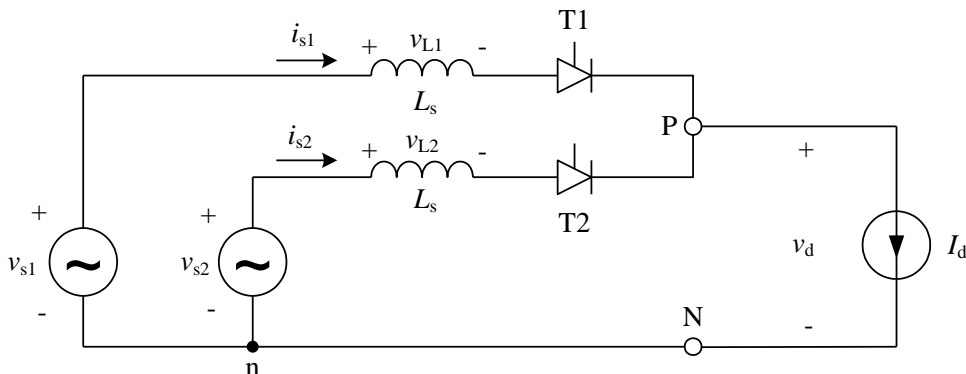 T1
i_s1
+ v_L1 -
L_s
P
i_s2
+ v_L2 -
+
L_s
T2
+ +
v_s1 v_s2 v_d I_d
- -
N -
n